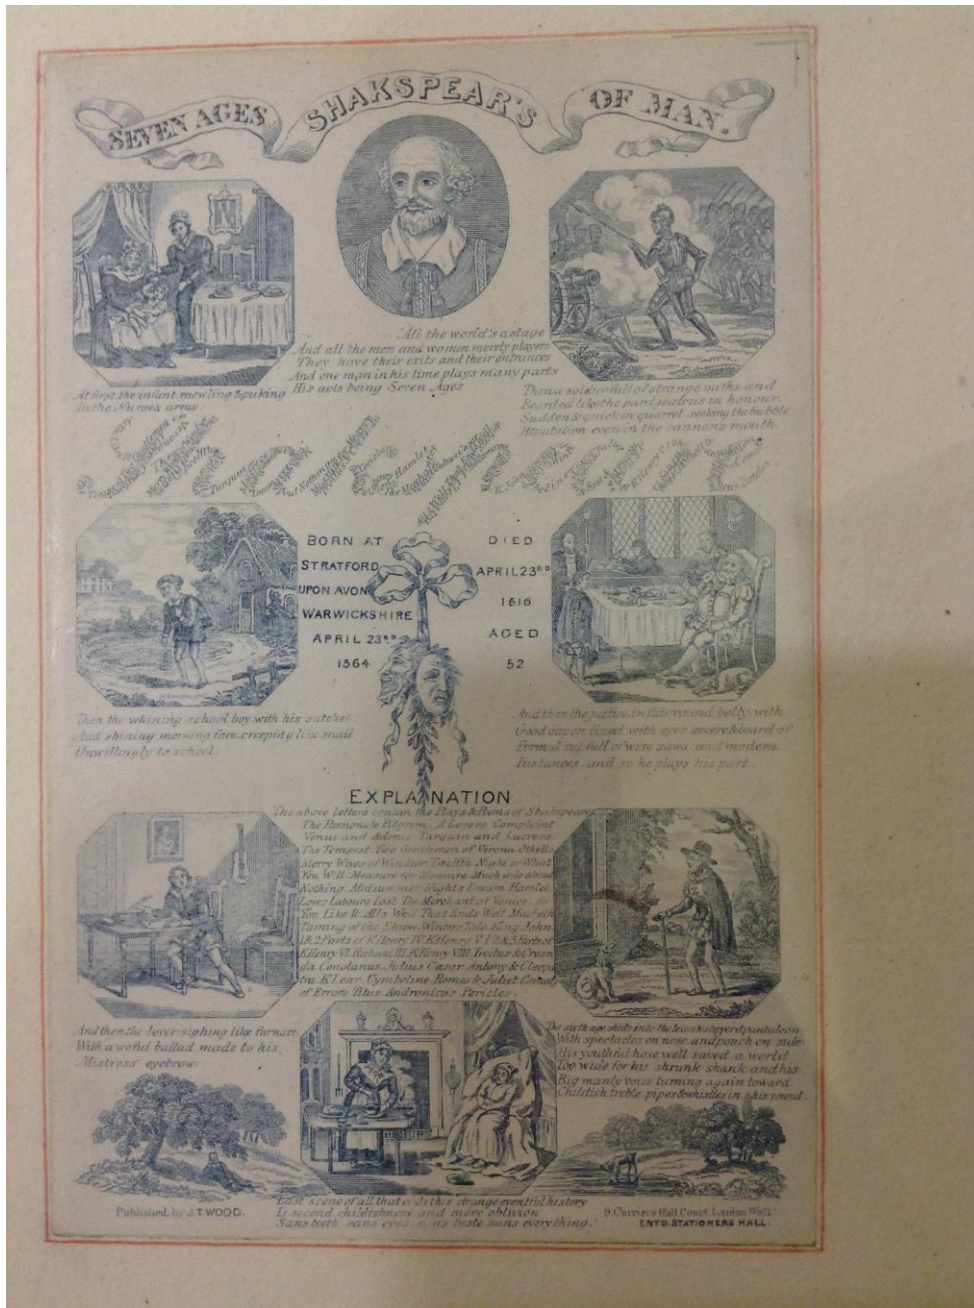 SEVEN AGES SHAKSPEAR'S OF MAN.
All the world's a stage
And all the men and women merely players
They have their exits and their entrances
And one man in his time plays many parts
His acts being Seven Ages
At first the infant, mewling & puking
In the Nurse's arms.
Then a soldier full of strange oaths and
Bearded like the pard, jealous in honour.
Sudden & quick in quarrel, seeking the bubble
Reputation even in the cannon's mouth.
Shakspeare
BORN AT
STRATFORD
UPON AVON
WARWICKSHIRE
APRIL 23RD
1564
DIED
APRIL 23RD
1616
AGED
52
Then the whining school boy with his satchel
And shining morning face, creeping like snail
Unwillingly to school.
And then the justice in fair round belly, with
Good capon lined, with eyes severe & beard of
Formal cut, full of wise saws, and modern
Instances, and so he plays his part.
EXPLANATION
The above letters contain the Plays & Poems of Shakspeare
The Passionate Pilgrim. A Lovers Complaint
Venus and Adonis. Tarquin and Lucrece.
The Tempest. Two Gentlemen of Verona. Othello
Merry Wives of Windsor. Twelfth Night or What
You Will. Measure for Measure. Much ado about
Nothing. Midsummer Nights Dream. Hamlet.
Loves Labours Lost. The Merchant of Venice. As
You Like It. Alls Well That Ends Well. Macbeth
Taming of the Shrew. Winters Tale. King John.
1 & 2 Parts of K Henry IV. K Henry V. 1 2 & 3 Parts of
K Henry VI. Richard III. K Henry VIII. Troilus & Cressi
da. Coriolanus. Julius Cæsar. Antony & Cleopa
tra. K Lear. Cymbeline. Romeo & Juliet. Comedy
of Errors. Titus Andronicus. Pericles.
And then the lover, sighing like furnace
With a woful ballad made to his
Mistress' eyebrow.
The sixth age shifts into the lean & slipper'd pantaloon
With spectacles on nose, and pouch on side
His youthful hose, well saved, a world
Too wide for his shrunk shank, and his
Big manly voice turning again toward
Childish treble, pipes & whistles in his sound.
Last scene of all that ends this strange eventful history
Is second childishness and mere oblivion
Sans teeth sans eyes, sans taste sans every thing.
Published by J. T. WOOD.
9, Currier's Hall Court, London Wall.
ENTD. STATIONERS HALL.